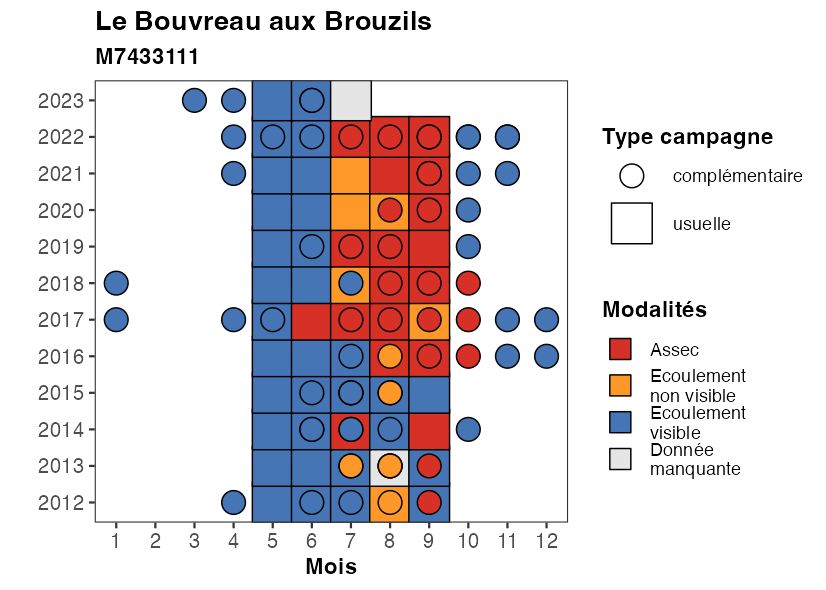 Le Bouvreau aux Brouzils
M7433111
2023
2022
2021
2020
2019
2018
2017
2016
2015
2014
2013
2012
1 2 3 4 5 6 7 8 9 10 11 12
Mois
Type campagne
complémentaire
usuelle
Modalités
Assec
Ecoulement
non visible
Ecoulement
visible
Donnée
manquante